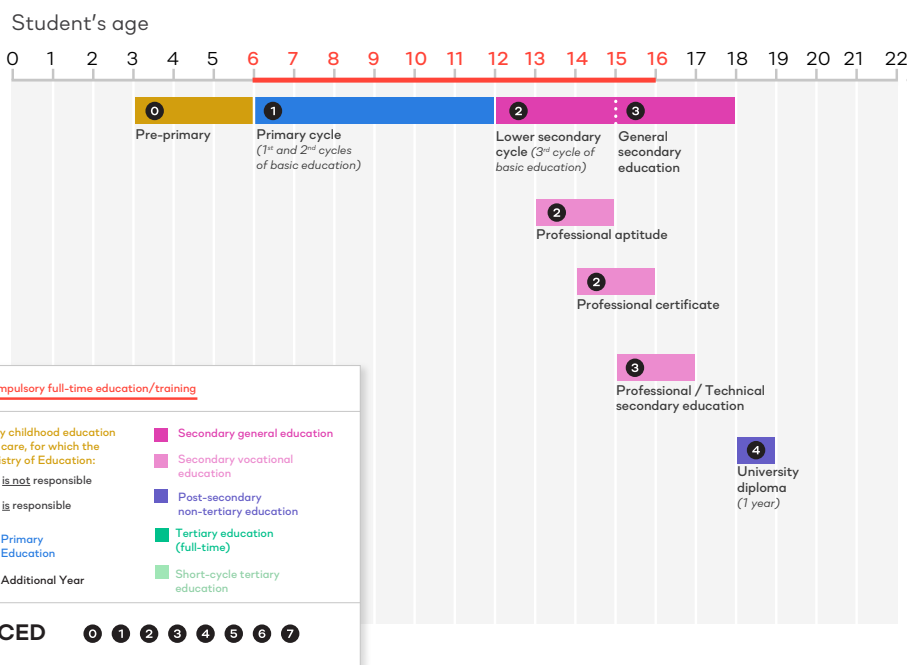 Student's age
0 1 2 3 4 5 6 7 8 9 10 11 12 13 14 15 16 17 18 19 20 21 22
0
Pre-primary
1
Primary cycle
(1st and 2nd cycles
of basic education)
2
Lower secondary
cycle (3rd cycle of
basic education)
3
General
secondary
education
2
Professional aptitude
2
Professional certificate
3
Professional / Technical
secondary education
4
University
diploma
(1 year)
mpulsory full-time education/training
y childhood education
care, for which the
istry of Education:
is not responsible
is responsible
Primary
Education
Additional Year
Secondary general education
Secondary vocational
education
Post-secondary
non-tertiary education
Tertiary education
(full-time)
Short-cycle tertiary
education
CED 0 1 2 3 4 5 6 7